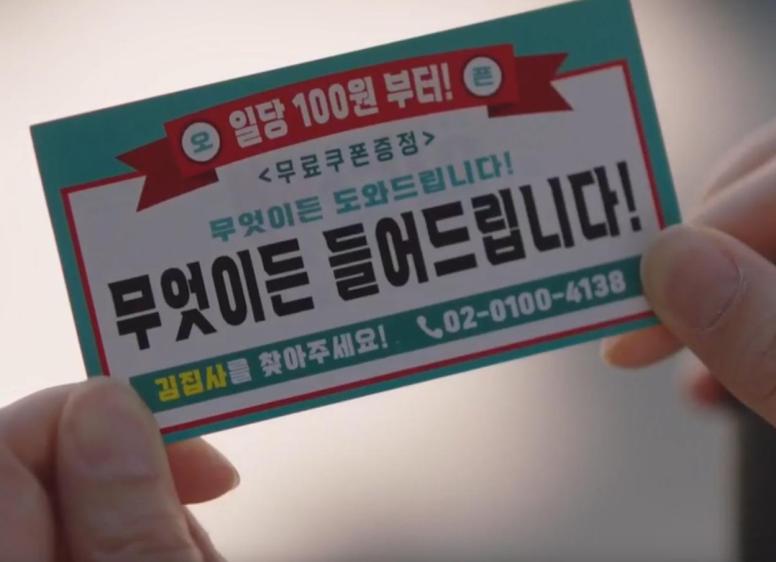 오 일당 100원 부터! 픈
<무료쿠폰증정>
무엇이든 도와드립니다!
무엇이든 들어드립니다!
김집사를 찾아주세요! 02-0100-4138